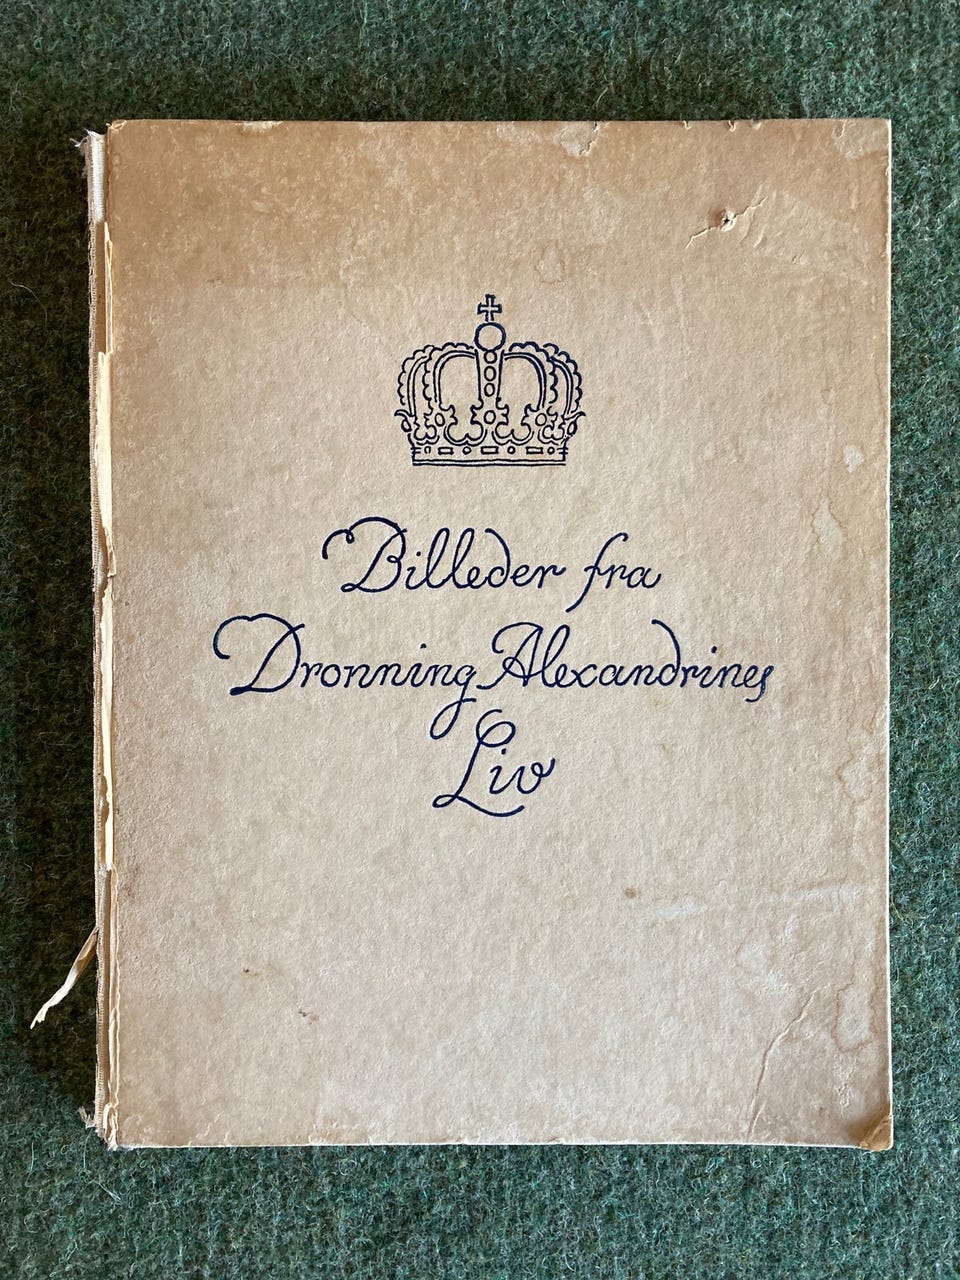 Billeder fra
Dronning Alexandrines
Liv